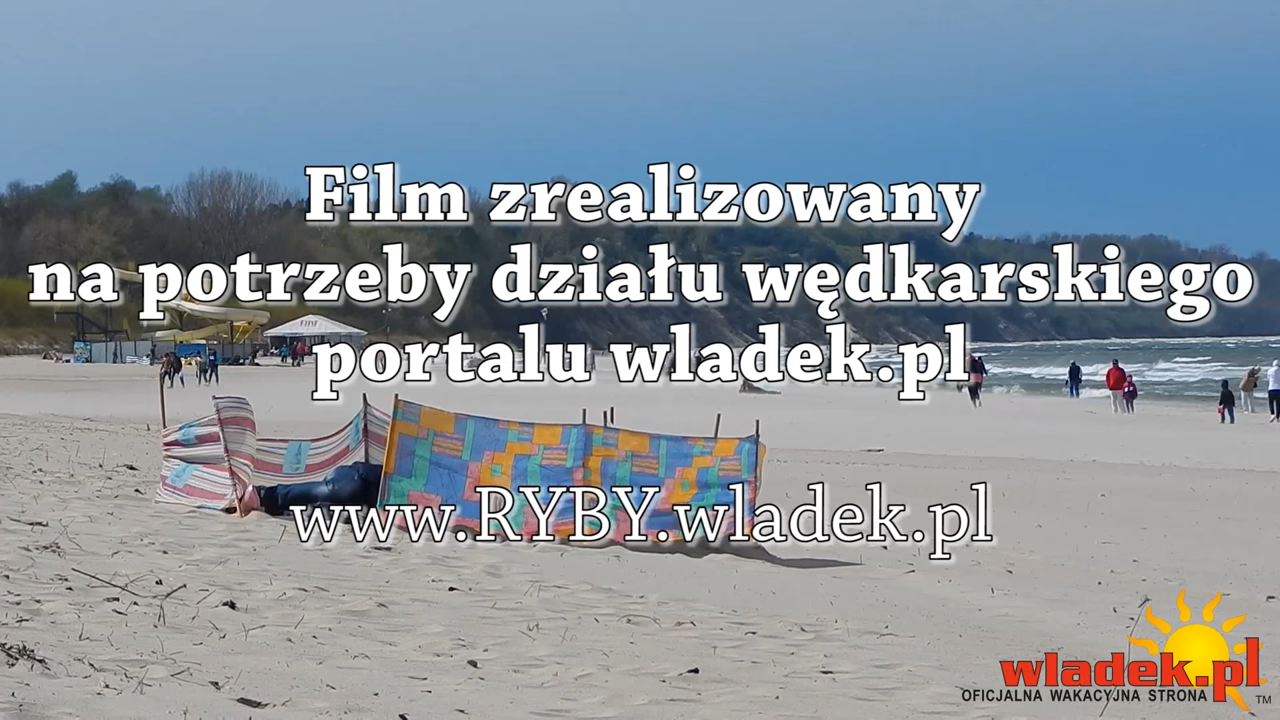 Film zrealizowany
na potrzeby działu wędkarskiego
portalu wladek.pl
www.RYBY.wladek.pl
wladek.pl
OFICJALNA WAKACYJNA STRONA
TM